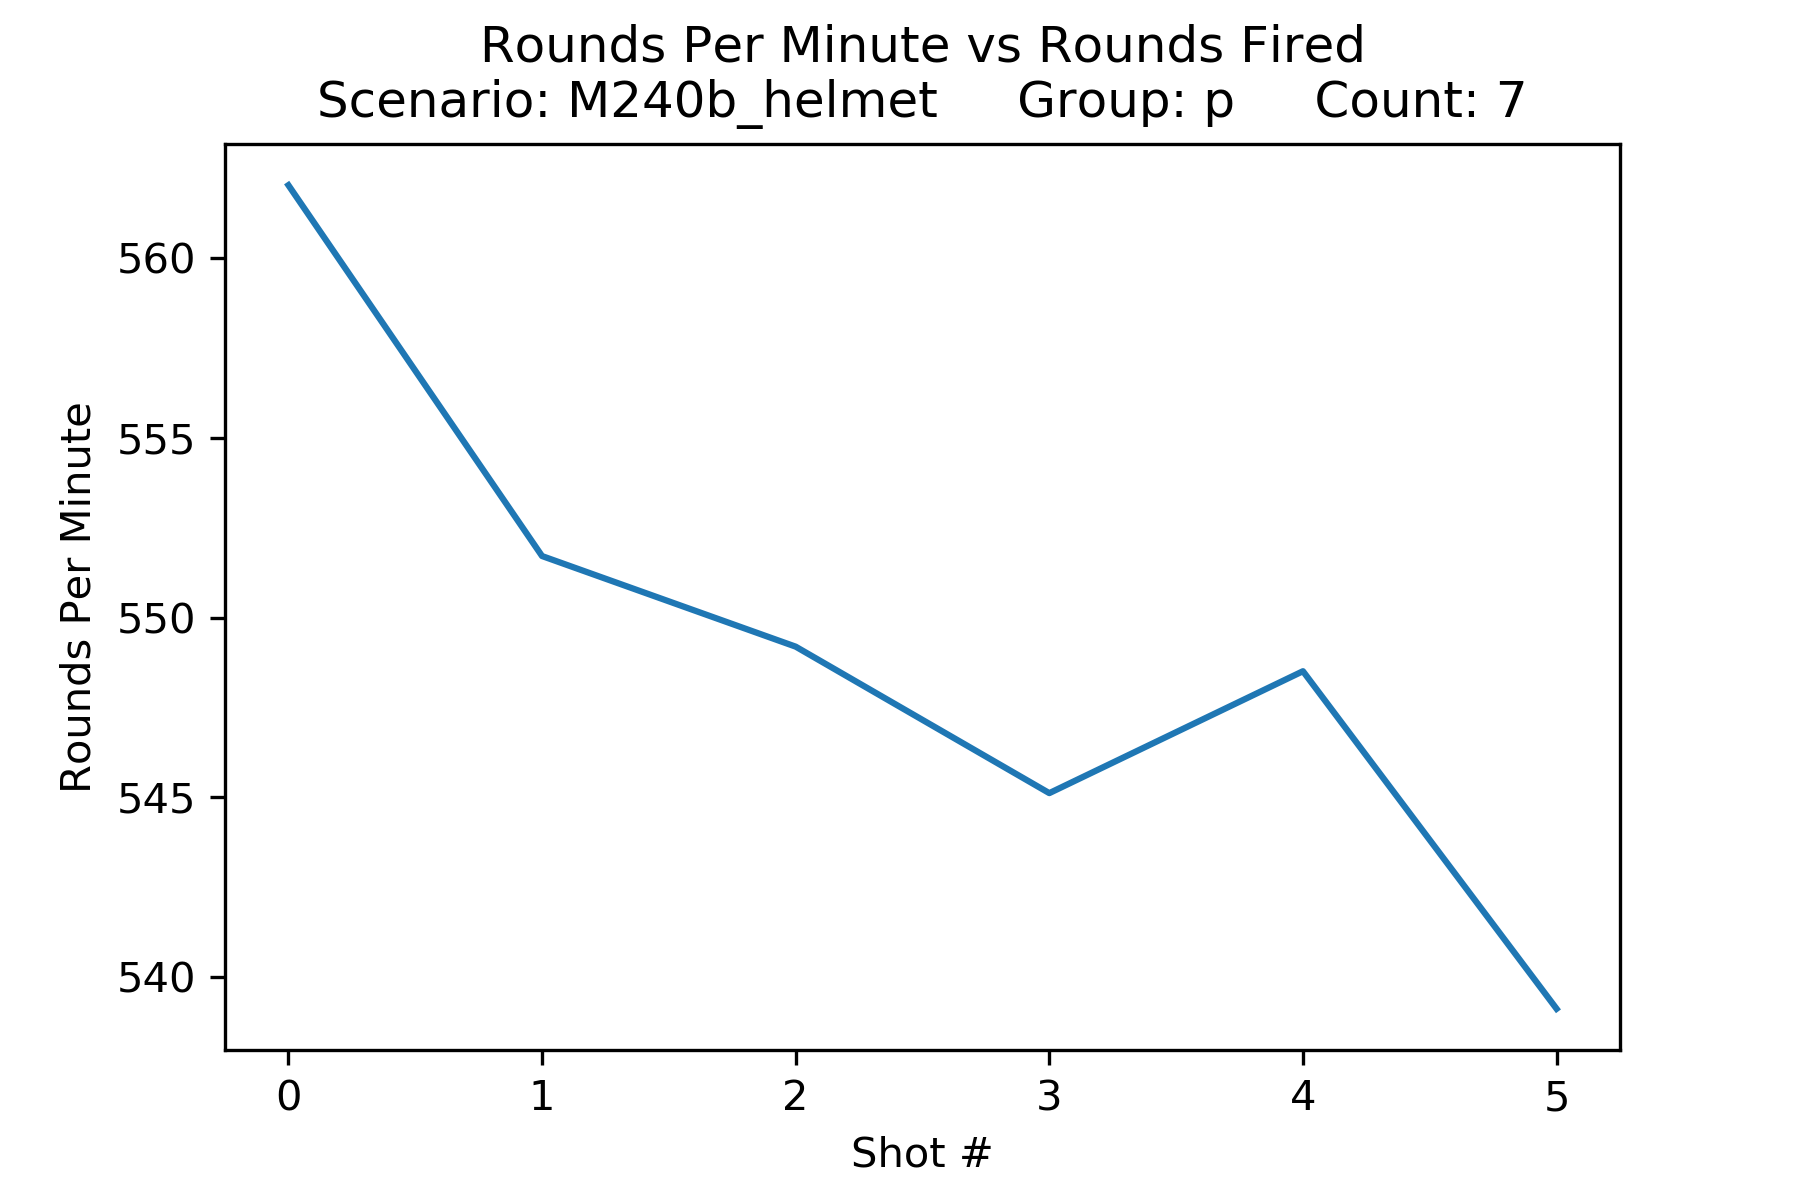 Rounds Per Minute vs Rounds Fired
Scenario: M240b_helmet Group: p Count: 7
Rounds Per Minute
560
555
550
545
540
0 1 2 3 4 5
Shot #